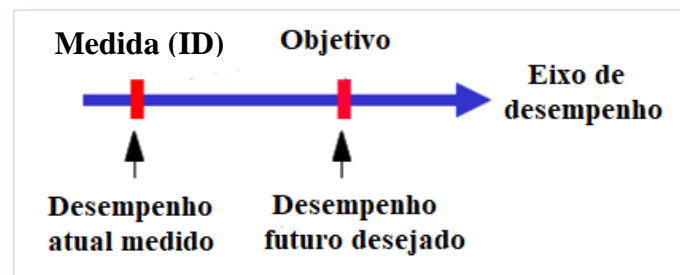 Medida (ID)
Objetivo
Eixo de
desempenho
Desempenho
atual medido
Desempenho
futuro desejado